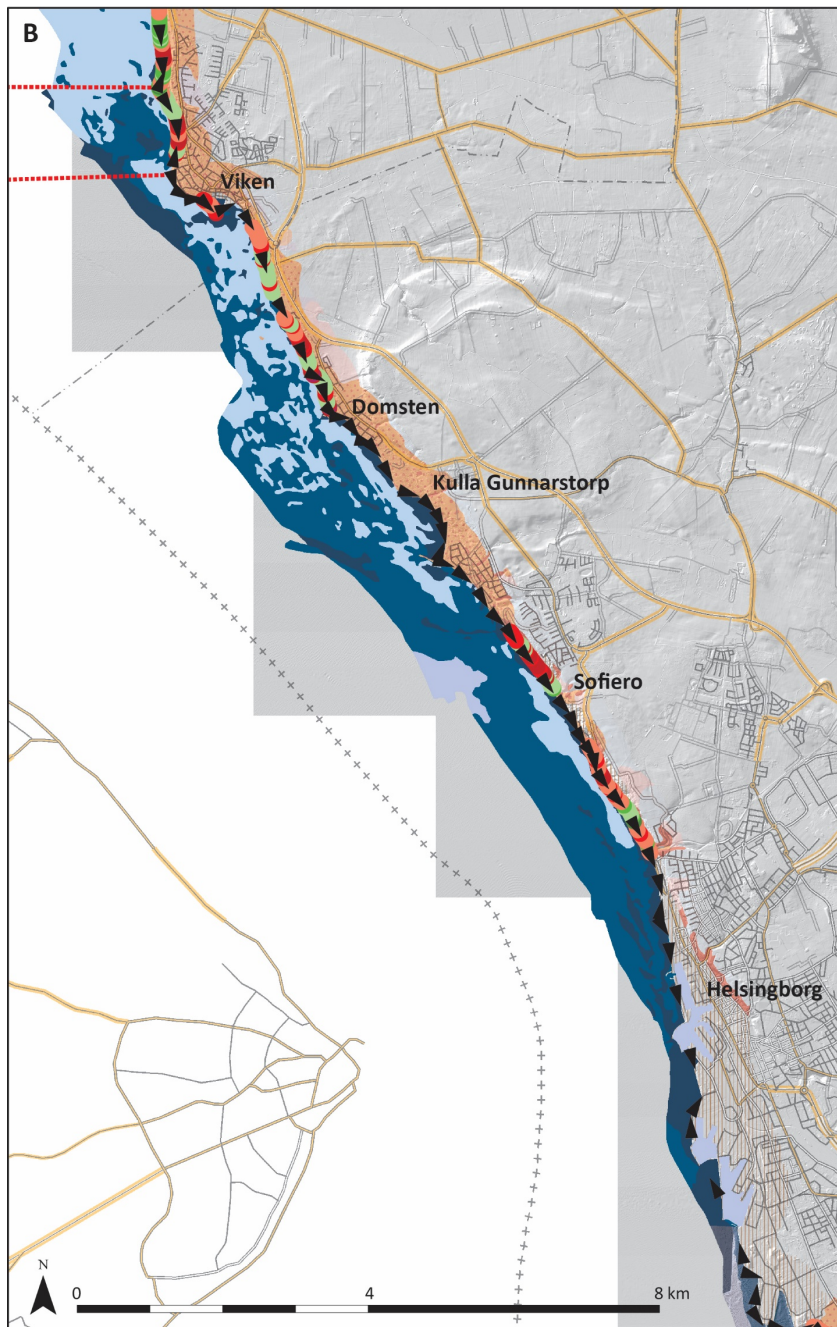 B
Viken
Domsten
Kulla Gunnarstorp
Sofiero
Helsingborg
N
0 4 8 km